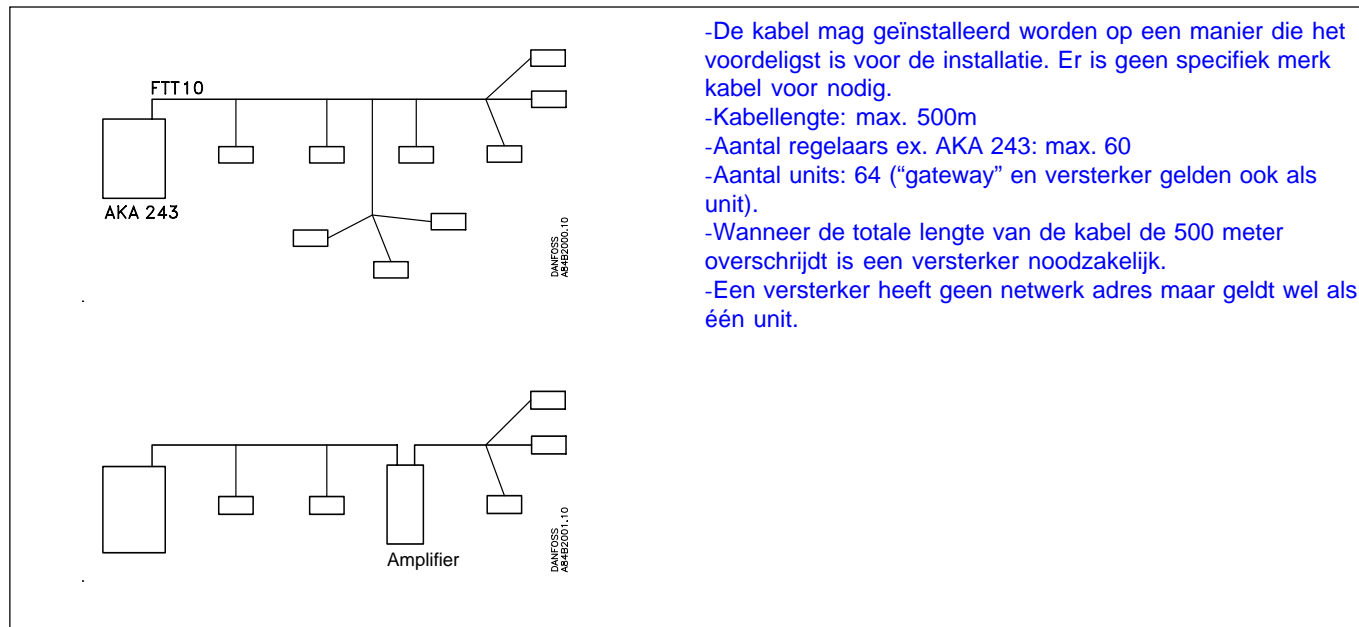 FTT10
AKA 243
DANFOSS
A84B2000.10
-De kabel mag geïnstalleerd worden op een manier die het
voordeligst is voor de installatie. Er is geen specifiek merk
kabel voor nodig.
-Kabellengte: max. 500m
-Aantal regelaars ex. AKA 243: max. 60
-Aantal units: 64 (“gateway” en versterker gelden ook als
unit).
-Wanneer de totale lengte van de kabel de 500 meter
overschrijdt is een versterker noodzakelijk.
-Een versterker heeft geen netwerk adres maar geldt wel als
één unit.
Amplifier
DANFOSS
A84B2001.10